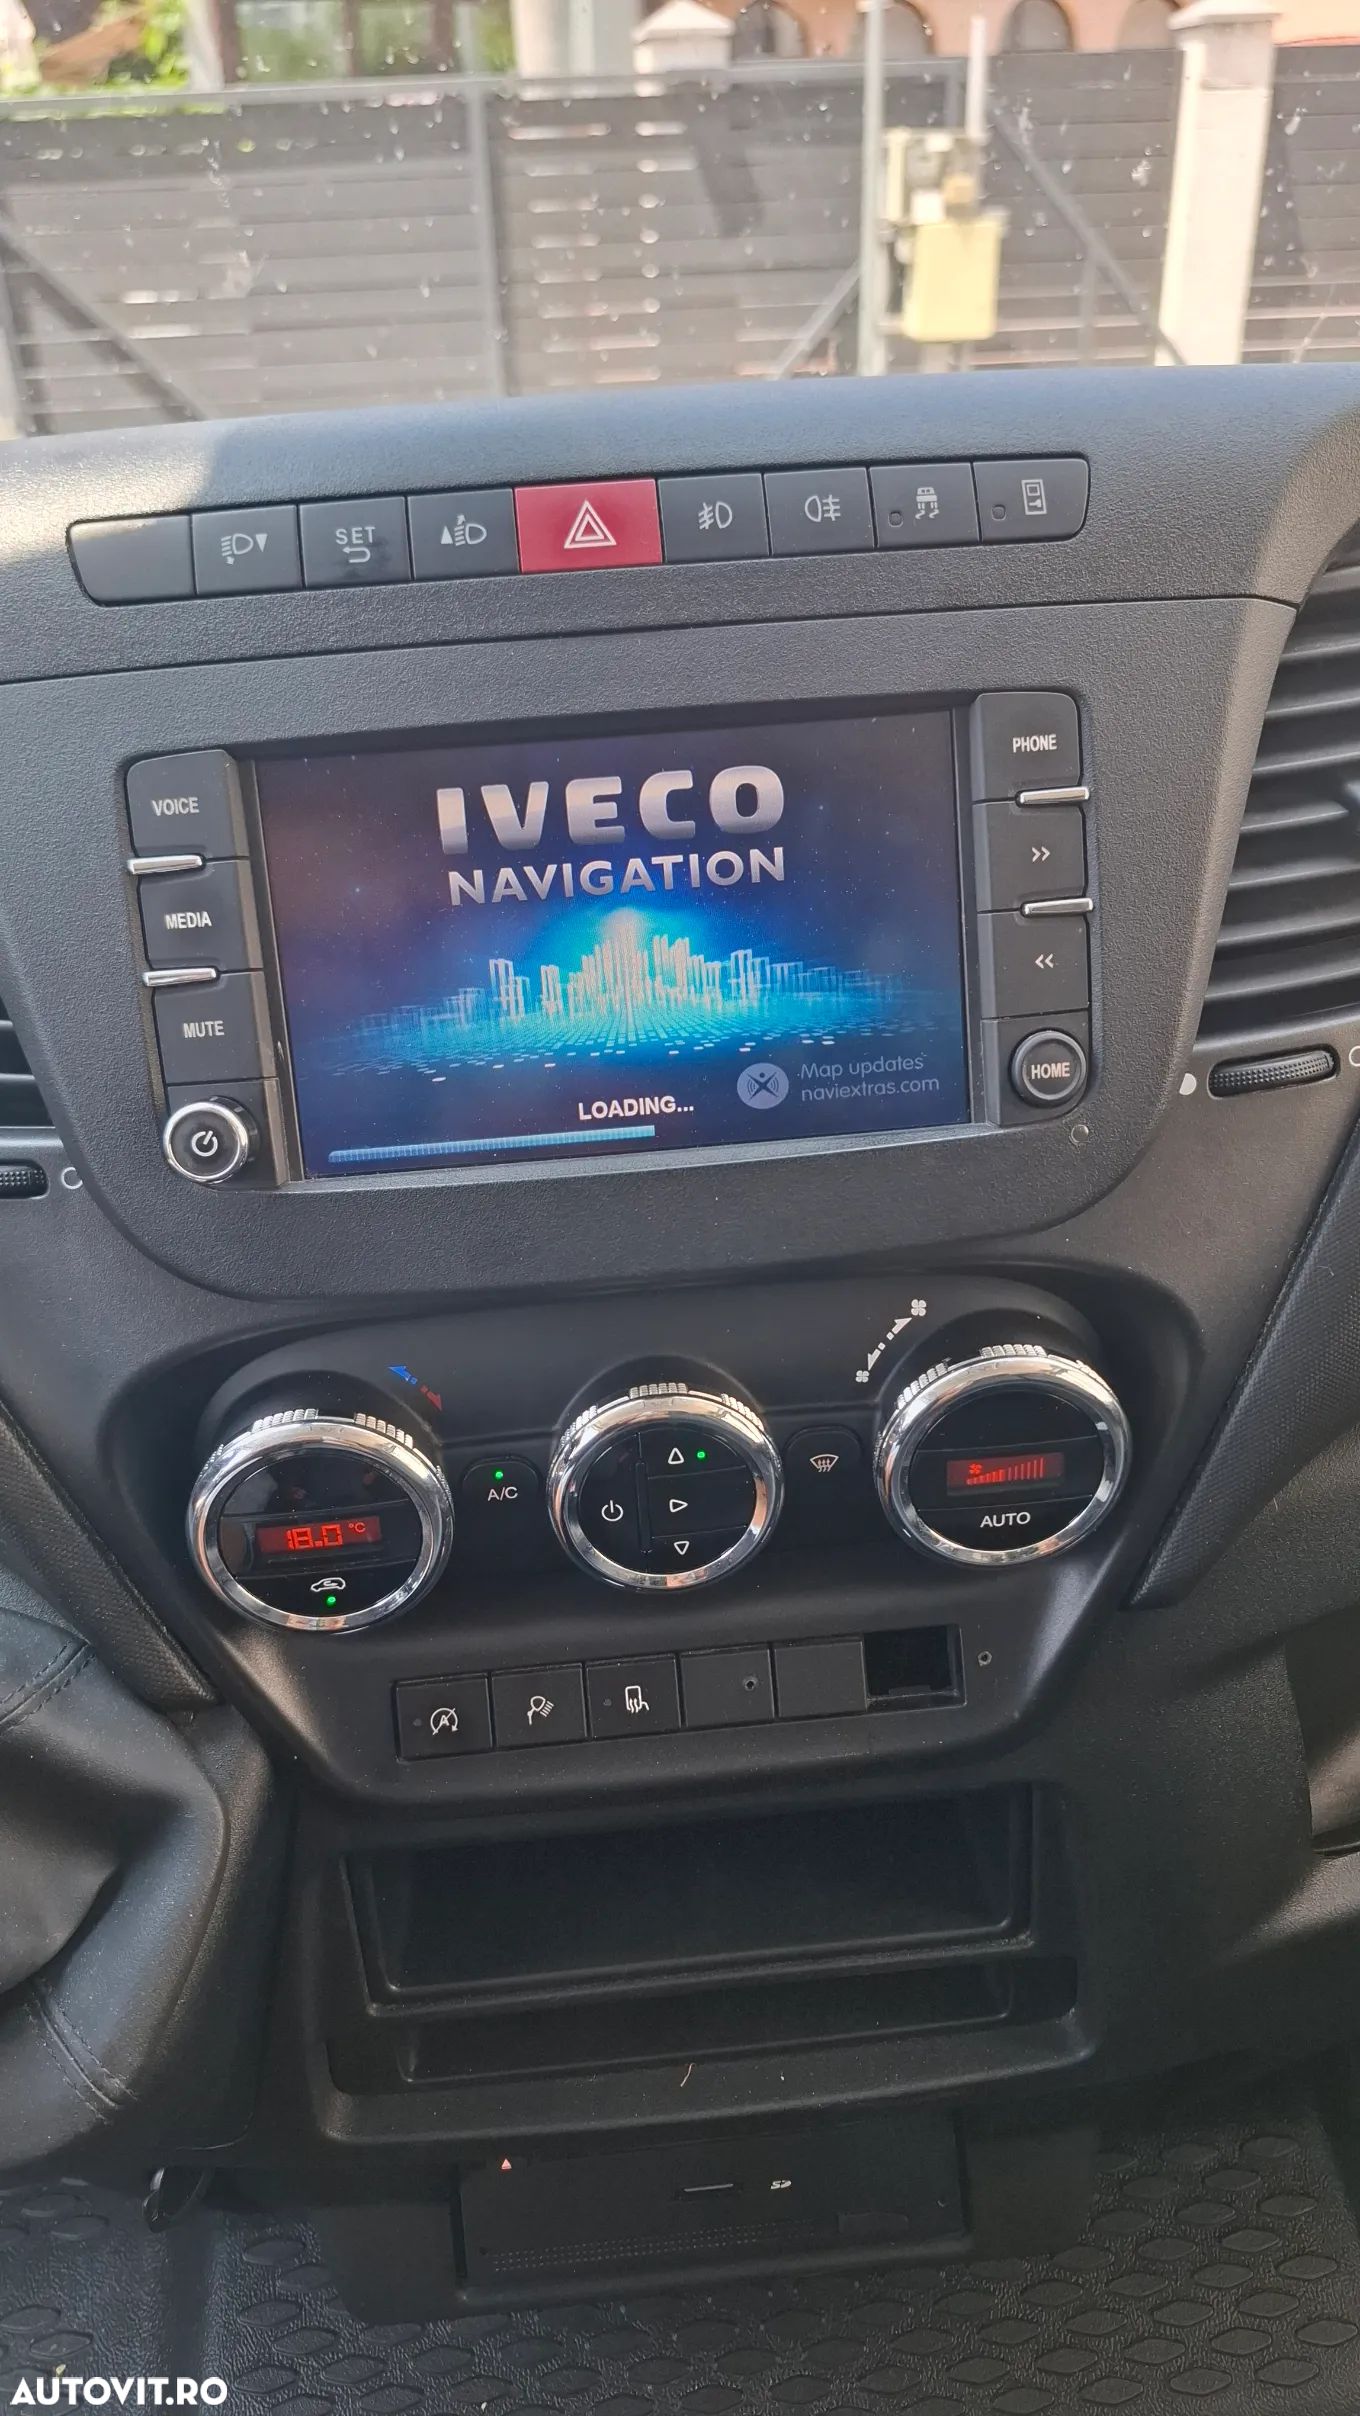 SET
VOICE
MEDIA
MUTE
IVECO
NAVIGATION
Map updates
naviextras.com
LOADING...
PHONE
>>
<<
HOME
18.0 °C
A/C
AUTO
A
SD
AUTOVIT.RO